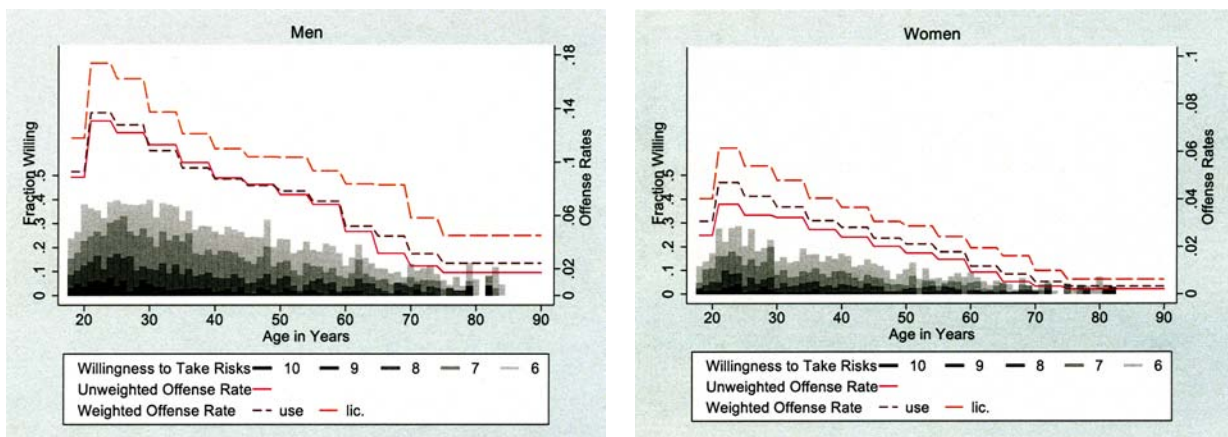 Men
Fraction Willing
0 .1 .2 .3 .4 .5
.02 .06 .1 .14 .18
0
Offense Rates
20 30 40 50 60 70 80 90
Age in Years
Willingness to Take Risks 10 9 8 7 6
Unweighted Offense Rate
Weighted Offense Rate use lic.
Women
Fraction Willing
0 .1 .2 .3 .4 .5
0 .02 .04 .06 .08 .1
Offense Rates
20 30 40 50 60 70 80 90
Age in Years
Willingness to Take Risks 10 9 8 7 6
Unweighted Offense Rate
Weighted Offense Rate use lic.